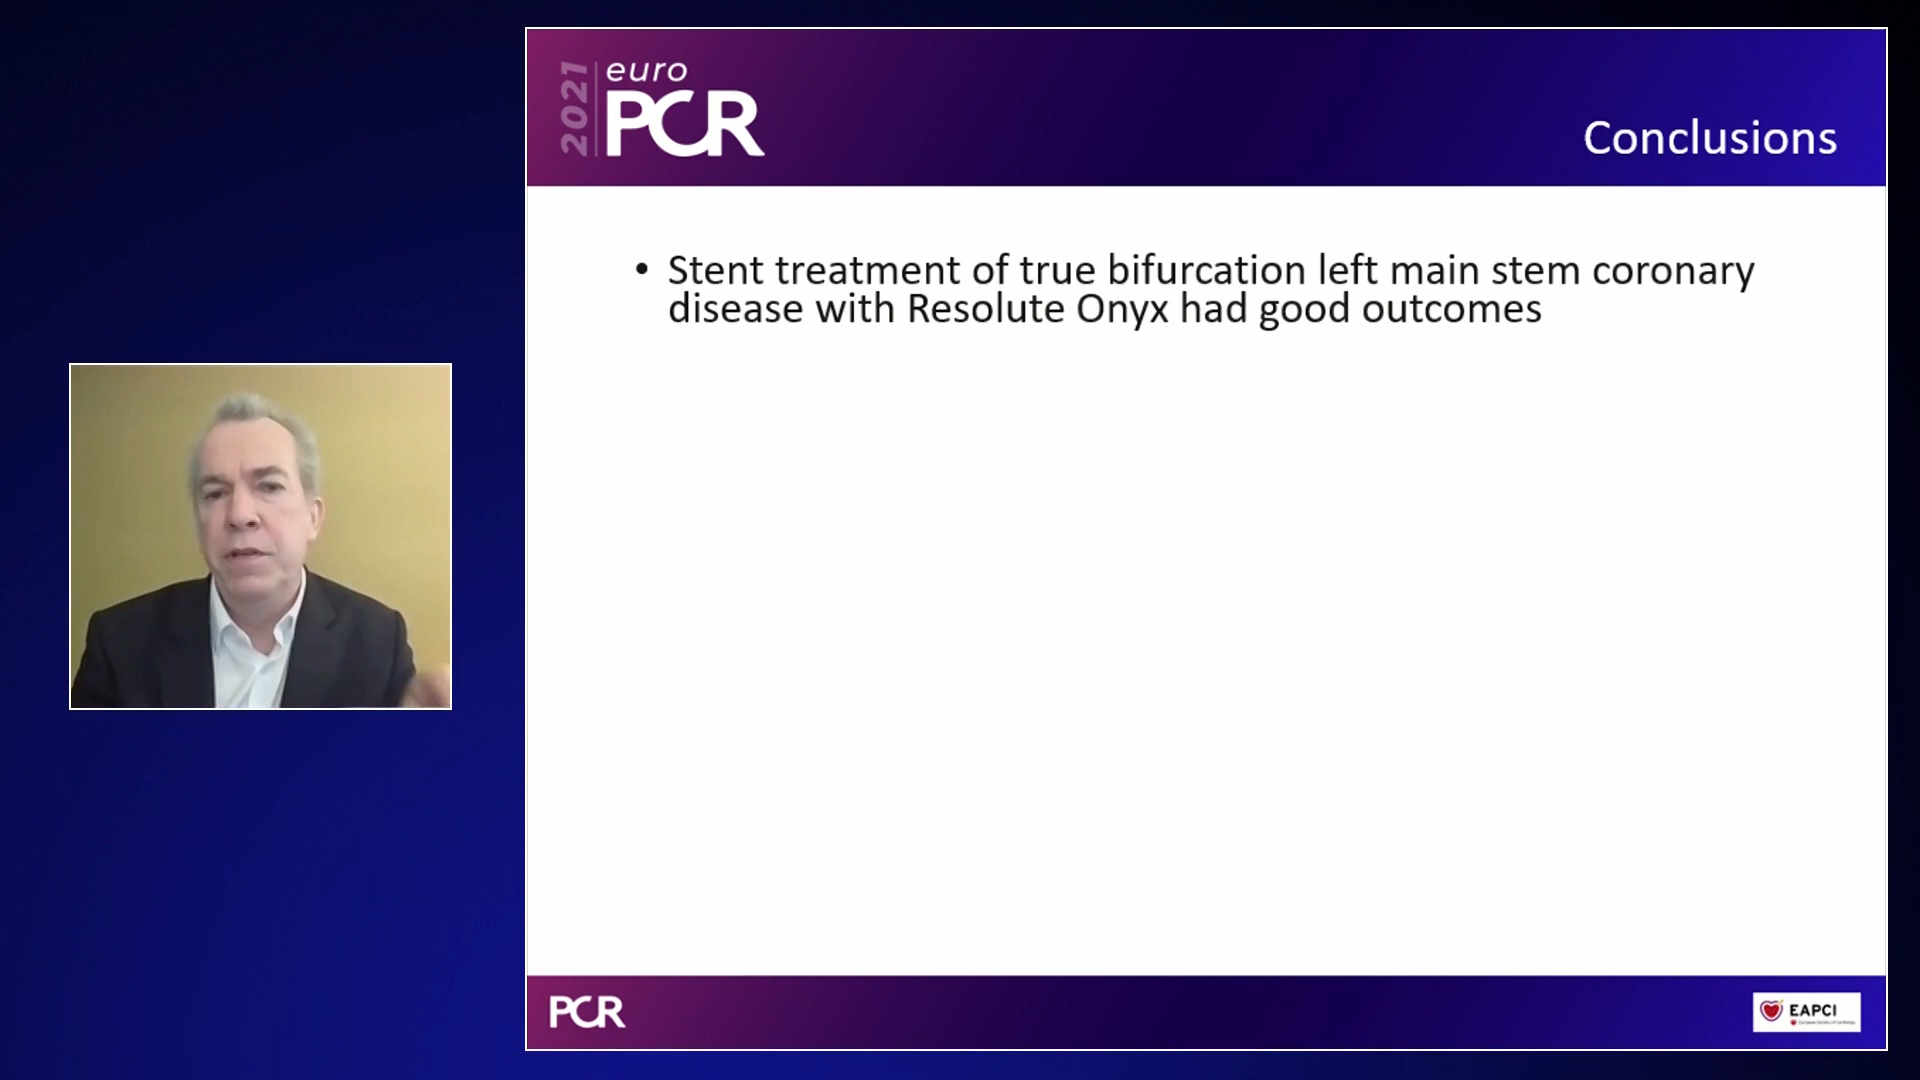 2021
euro
PCR
Conclusions
• Stent treatment of true bifurcation left main stem coronary
disease with Resolute Onyx had good outcomes
PCR
EAPCI